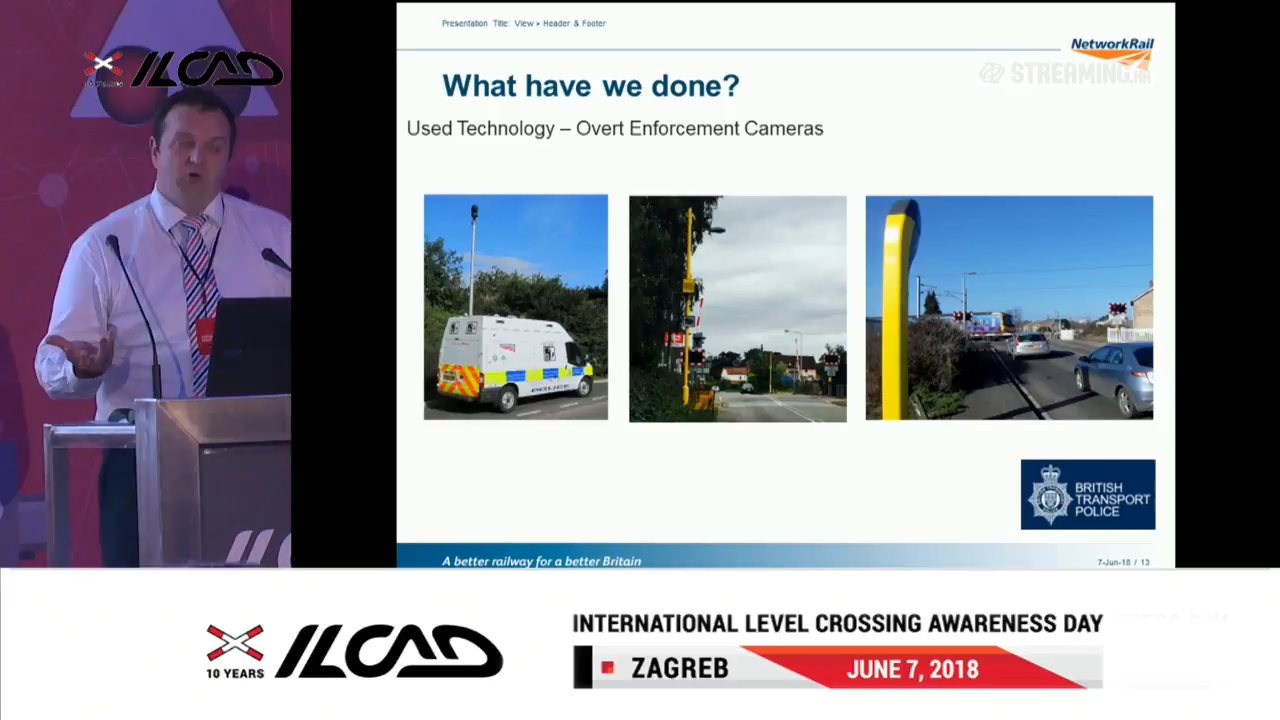 Presentation Title: View > Header & Footer
NetworkRail
STREAMING.HR
ILCAD
What have we done?
Used Technology – Overt Enforcement Cameras
POLICE
BRITISH
TRANSPORT
POLICE
A better railway for a better Britain
7-Jun-18 / 13
ILCAD
10 YEARS
INTERNATIONAL LEVEL CROSSING AWARENESS DAY
ZAGREB
JUNE 7, 2018